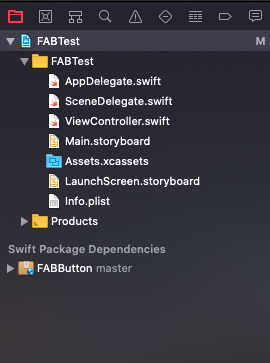 FABTest M
FABTest
AppDelegate.swift
SceneDelegate.swift
ViewController.swift
Main.storyboard
Assets.xcassets
LaunchScreen.storyboard
Info.plist
Products
Swift Package Dependencies
FABButton master